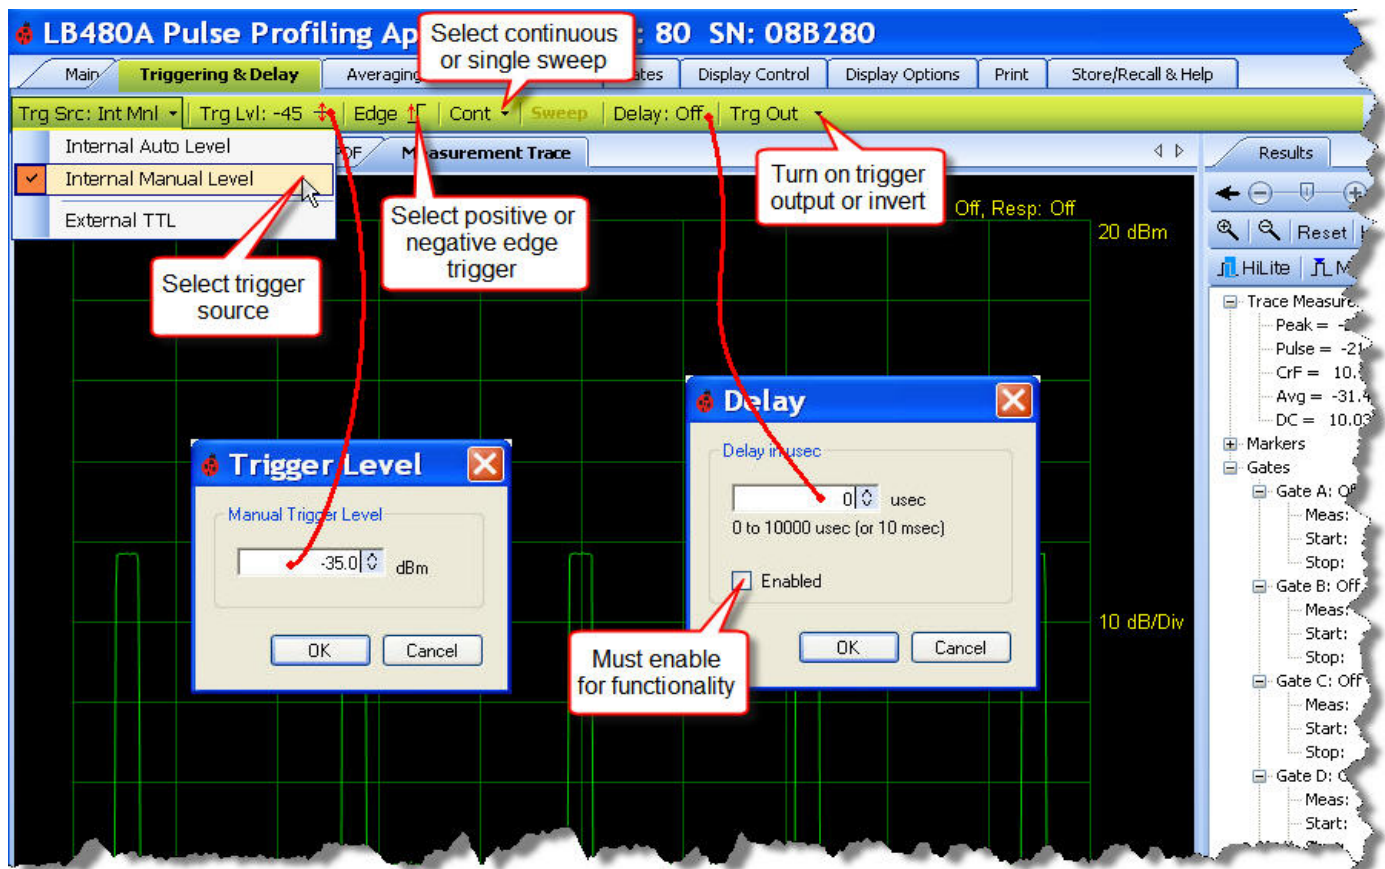 LB480A Pulse Profiling Ap : 80 SN: 08B280
Select continuous
or single sweep
Main
Triggering & Delay
Averaging
ates
Display Control
Display Options
Print
Store/Recall & Help
Trg Src: Int Mnl
Trg Lvl: -45
Edge
Cont
Sweep
Delay: Off
Trg Out
Internal Auto Level
Internal Manual Level
External TTL
PDF
Measurement Trace
Results
Turn on trigger
output or invert
Select positive or
negative edge
trigger
Select trigger
source
Off, Resp: Off
20 dBm
10 dB/Div
Reset
HiLite
Trace Measure
Peak =
Pulse = -21
CrF = 10.
Avg = -31.4
DC = 10.03
Markers
Gates
Gate A: Of
Meas:
Start:
Stop:
Gate B: Off,
Meas:
Start:
Stop:
Gate C: Off
Meas:
Start:
Stop:
Gate D: O
Meas:
Start:
Trigger Level
Manual Trigger Level
-35.0 dBm
OK
Cancel
Delay
Delay in usec
0 usec
0 to 10000 usec (or 10 msec)
Enabled
OK
Cancel
Must enable
for functionality